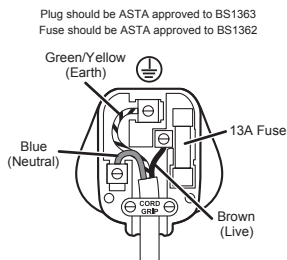 Plug should be ASTA approved to BS1363
Fuse should be ASTA approved to BS1362
Green/Yellow
(Earth)
13A Fuse
Blue
(Neutral)
CORD
GRIP
Brown
(Live)